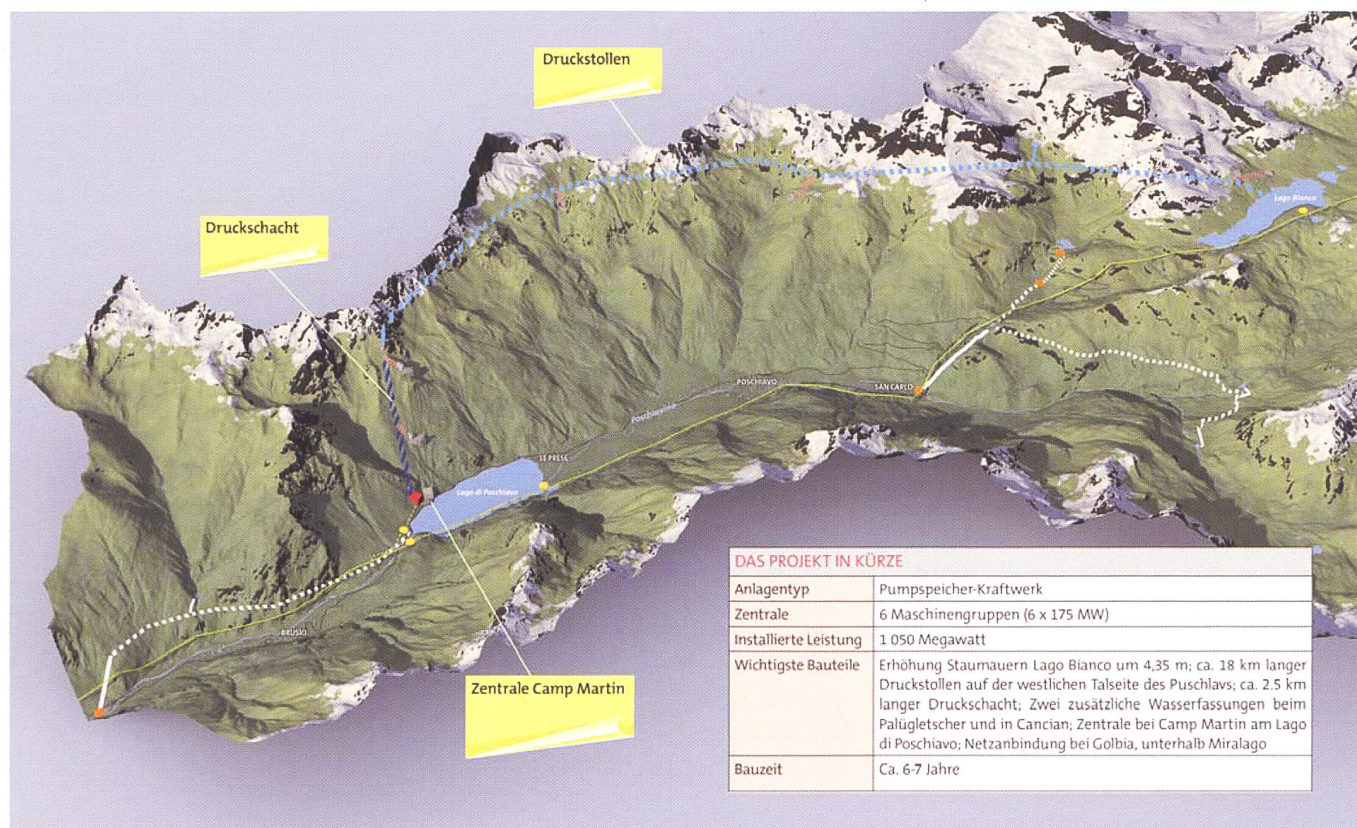 Druckstollen
Druckschacht
Lago Bianco
POSCHIAVO
SAN CARLO
Poschiavino
LE PRESE
Lago di Poschiavo
BRUSIO
Zentrale Camp Martin
DAS PROJEKT IN KÜRZE
Anlagentyp Pumpspeicher-Kraftwerk
Zentrale 6 Maschinengruppen (6 x 175 MW)
Installierte Leistung 1 050 Megawatt
Wichtigste Bauteile Erhöhung Staumauern Lago Bianco um 4,35 m; ca. 18 km langer
Druckstollen auf der westlichen Talseite des Puschlavs; ca. 2.5 km
langer Druckschacht; Zwei zusätzliche Wasserfassungen beim
Palügletscher und in Cancian; Zentrale bei Camp Martin am Lago
di Poschiavo; Netzanbindung bei Golbia, unterhalb Miralago
Bauzeit Ca. 6-7 Jahre